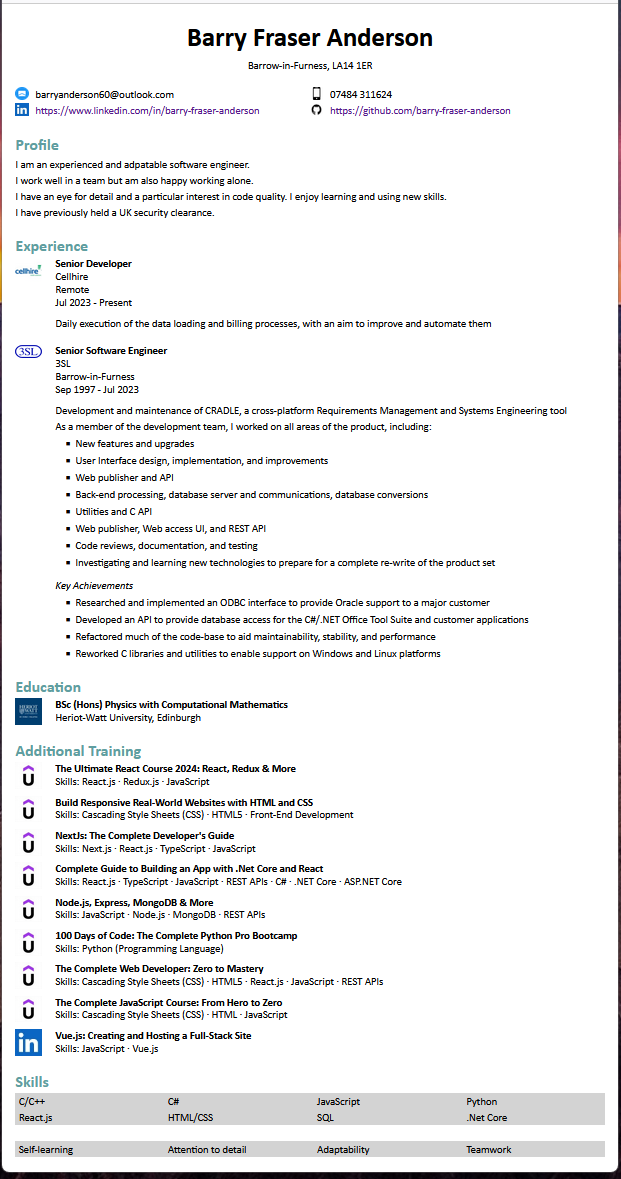 Barry Fraser Anderson
Barrow-in-Furness, LA14 1ER
barryanderson60@outlook.com
07484 311624
https://www.linkedin.com/in/barry-fraser-anderson
https://github.com/barry-fraser-anderson
Profile
I am an experienced and adpatable software engineer.
I work well in a team but am also happy working alone.
I have an eye for detail and a particular interest in code quality. I enjoy learning and using new skills.
I have previously held a UK security clearance.
Experience
cellhire
Senior Developer
Cellhire
Remote
Jul 2023 - Present
Daily execution of the data loading and billing processes, with an aim to improve and automate them
3SL
Senior Software Engineer
3SL
Barrow-in-Furness
Sep 1997 - Jul 2023
Development and maintenance of CRADLE, a cross-platform Requirements Management and Systems Engineering tool
As a member of the development team, I worked on all areas of the product, including:
▪ New features and upgrades
▪ User Interface design, implementation, and improvements
▪ Web publisher and API
▪ Back-end processing, database server and communications, database conversions
▪ Utilities and C API
▪ Web publisher, Web access UI, and REST API
▪ Code reviews, documentation, and testing
▪ Investigating and learning new technologies to prepare for a complete re-write of the product set
Key Achievements
▪ Researched and implemented an ODBC interface to provide Oracle support to a major customer
▪ Developed an API to provide database access for the C#/.NET Office Tool Suite and customer applications
▪ Refactored much of the code-base to aid maintainability, stability, and performance
▪ Reworked C libraries and utilities to enable support on Windows and Linux platforms
Education
HERIOT WATT
BSc (Hons) Physics with Computational Mathematics
Heriot-Watt University, Edinburgh
Additional Training
The Ultimate React Course 2024: React, Redux & More
Skills: React.js · Redux.js · JavaScript
Build Responsive Real-World Websites with HTML and CSS
Skills: Cascading Style Sheets (CSS) · HTML5 · Front-End Development
NextJs: The Complete Developer's Guide
Skills: Next.js · React.js · TypeScript · JavaScript
Complete Guide to Building an App with .Net Core and React
Skills: React.js · TypeScript · JavaScript · REST APIs · C# · .NET Core · ASP.NET Core
Node.js, Express, MongoDB & More
Skills: JavaScript · Node.js · MongoDB · REST APIs
100 Days of Code: The Complete Python Pro Bootcamp
Skills: Python (Programming Language)
The Complete Web Developer: Zero to Mastery
Skills: Cascading Style Sheets (CSS) · HTML5 · React.js · JavaScript · REST APIs
The Complete JavaScript Course: From Hero to Zero
Skills: Cascading Style Sheets (CSS) · HTML · JavaScript
Vue.js: Creating and Hosting a Full-Stack Site
Skills: JavaScript · Vue.js
Skills
C/C++ C# JavaScript Python
React.js HTML/CSS SQL .Net Core
Self-learning Attention to detail Adaptability Teamwork